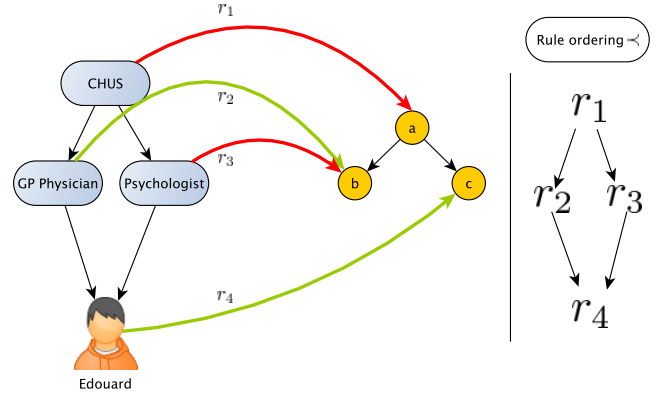 r1
Rule ordering ≺
CHUS
r2
a
r1
r3
GP Physician
Psychologist
b
c
r2
r3
r4
r4
Edouard